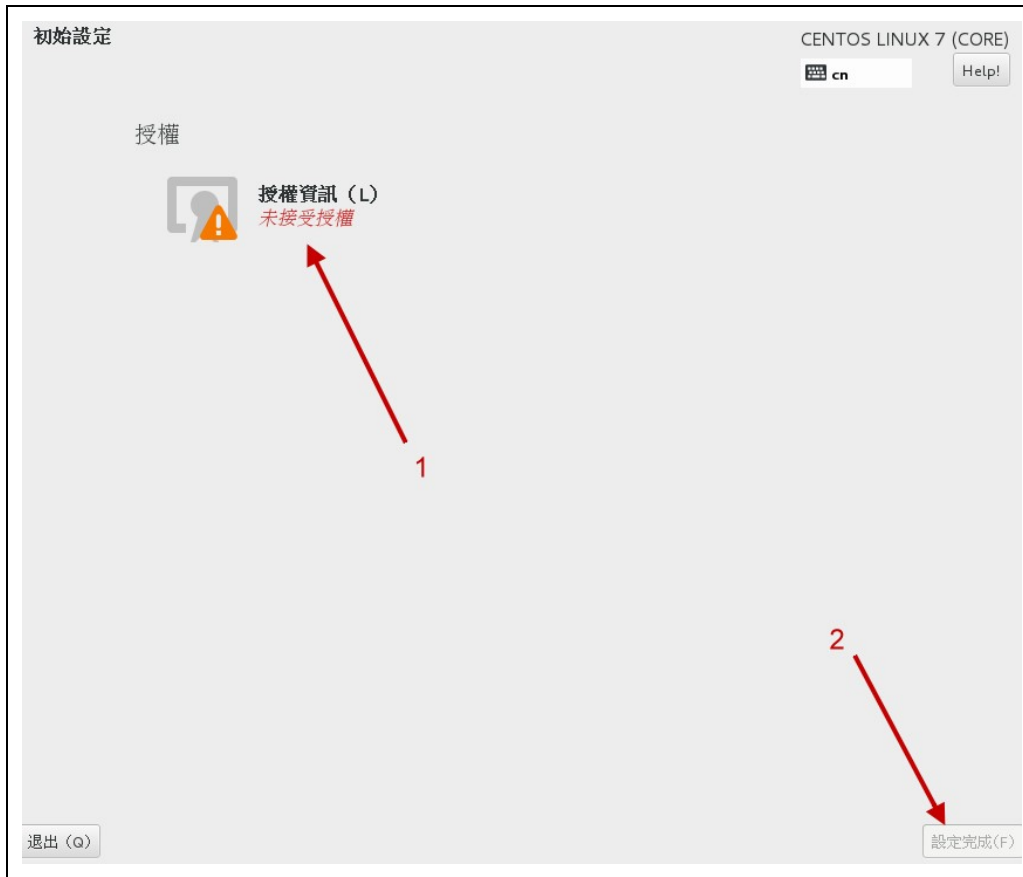 初始設定
CENTOS LINUX 7 (CORE)
cn
Help!
授權
授權資訊（L）
未接受授權
1
2
退出（Q）
設定完成(F)